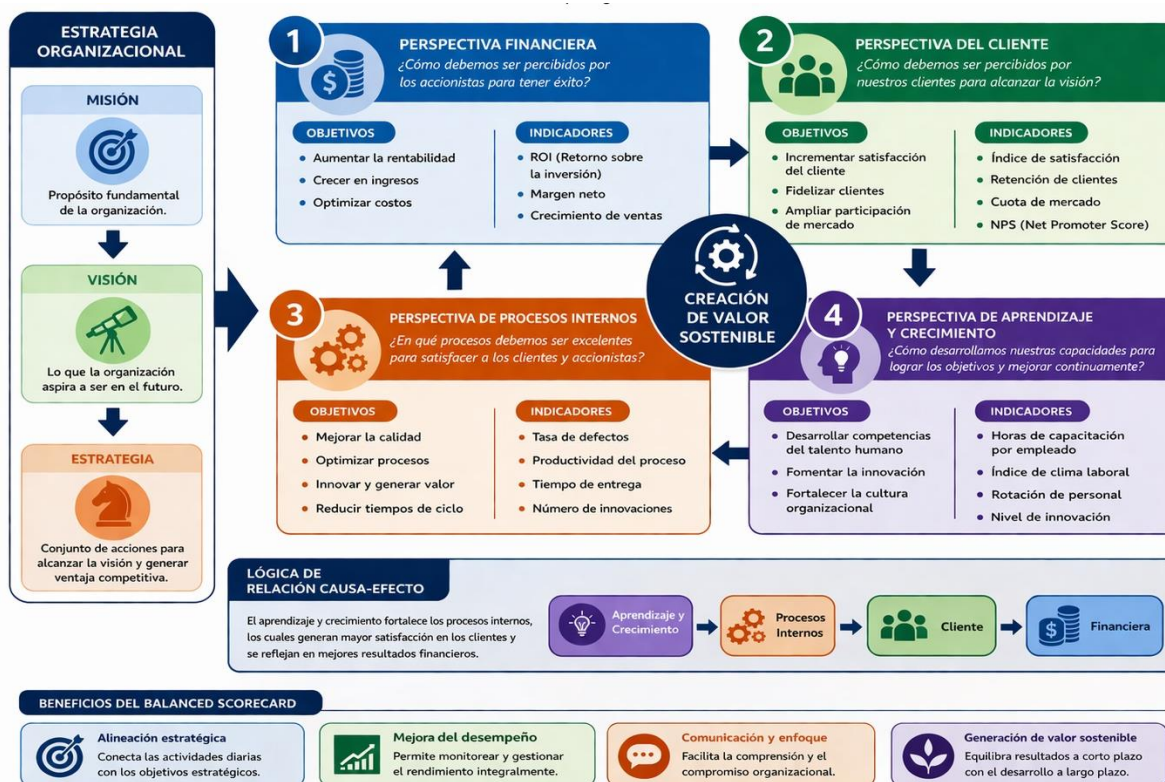 ESTRATEGIA
ORGANIZACIONAL
MISIÓN
Propósito fundamental
de la organización.
VISIÓN
Lo que la organización
aspira a ser en el futuro.
ESTRATEGIA
Conjunto de acciones para
alcanzar la visión y generar
ventaja competitiva.
1
PERSPECTIVA FINANCIERA
¿Cómo debemos ser percibidos por
los accionistas para tener éxito?
$
OBJETIVOS
• Aumentar la rentabilidad
• Crecer en ingresos
• Optimizar costos
INDICADORES
• ROI (Retorno sobre
la inversión)
• Margen neto
• Crecimiento de ventas
2
PERSPECTIVA DEL CLIENTE
¿Cómo debemos ser percibidos por
nuestros clientes para alcanzar la visión?
OBJETIVOS
• Incrementar satisfacción
del cliente
• Fidelizar clientes
• Ampliar participación
de mercado
INDICADORES
• Índice de satisfacción
• Retención de clientes
• Cuota de mercado
• NPS (Net Promoter Score)
CREACIÓN
DE VALOR
SOSTENIBLE
3
PERSPECTIVA DE PROCESOS INTERNOS
¿En qué procesos debemos ser excelentes
para satisfacer a los clientes y accionistas?
OBJETIVOS
• Mejorar la calidad
• Optimizar procesos
• Innovar y generar valor
• Reducir tiempos de ciclo
INDICADORES
• Tasa de defectos
• Productividad del proceso
• Tiempo de entrega
• Número de innovaciones
4
PERSPECTIVA DE APRENDIZAJE
Y CRECIMIENTO
¿Cómo desarrollamos nuestras capacidades para
lograr los objetivos y mejorar continuamente?
OBJETIVOS
• Desarrollar competencias
del talento humano
• Fomentar la innovación
• Fortalecer la cultura
organizacional
INDICADORES
• Horas de capacitación
por empleado
• Índice de clima laboral
• Rotación de personal
• Nivel de innovación
LÓGICA DE
RELACIÓN CAUSA-EFECTO
El aprendizaje y crecimiento fortalece los procesos internos,
los cuales generan mayor satisfacción en los clientes y
se reflejan en mejores resultados financieros.
Aprendizaje y
Crecimiento
Procesos
Internos
Cliente
$
Financiera
BENEFICIOS DEL BALANCED SCORECARD
Alineación estratégica
Conecta las actividades diarias
con los objetivos estratégicos.
Mejora del desempeño
Permite monitorear y gestionar
el rendimiento integralmente.
Comunicación y enfoque
Facilita la comprensión y el
compromiso organizacional.
Generación de valor sostenible
Equilibra resultados a corto plazo
con el desarrollo a largo plazo.